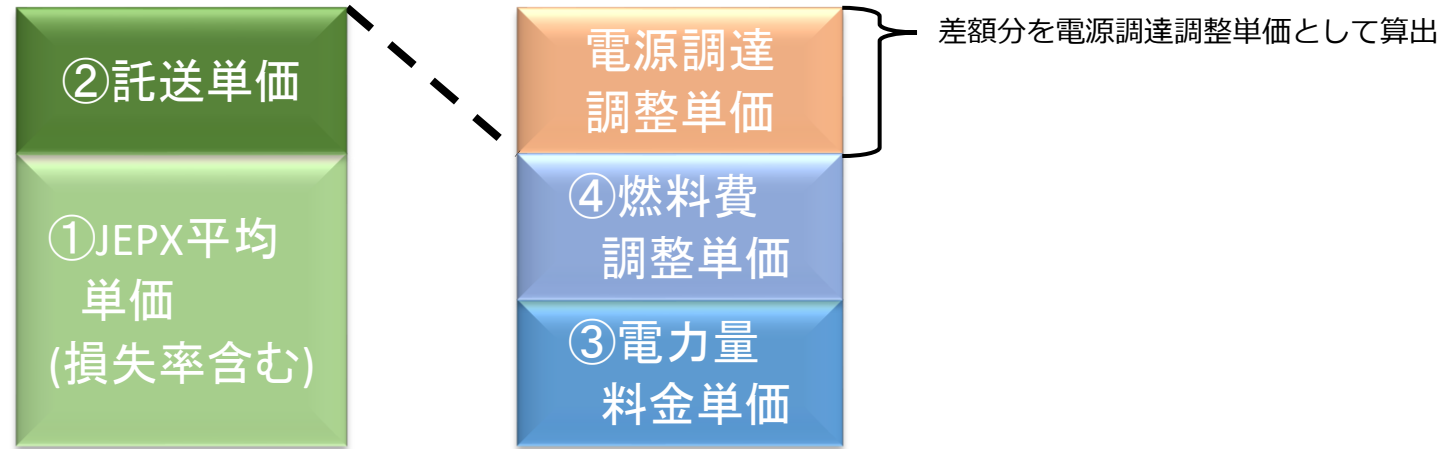 ②託送単価
①JEPX平均
単価
(損失率含む)
電源調達
調整単価
④燃料費
調整単価
③電力量
料金単価
差額分を電源調達調整単価として算出